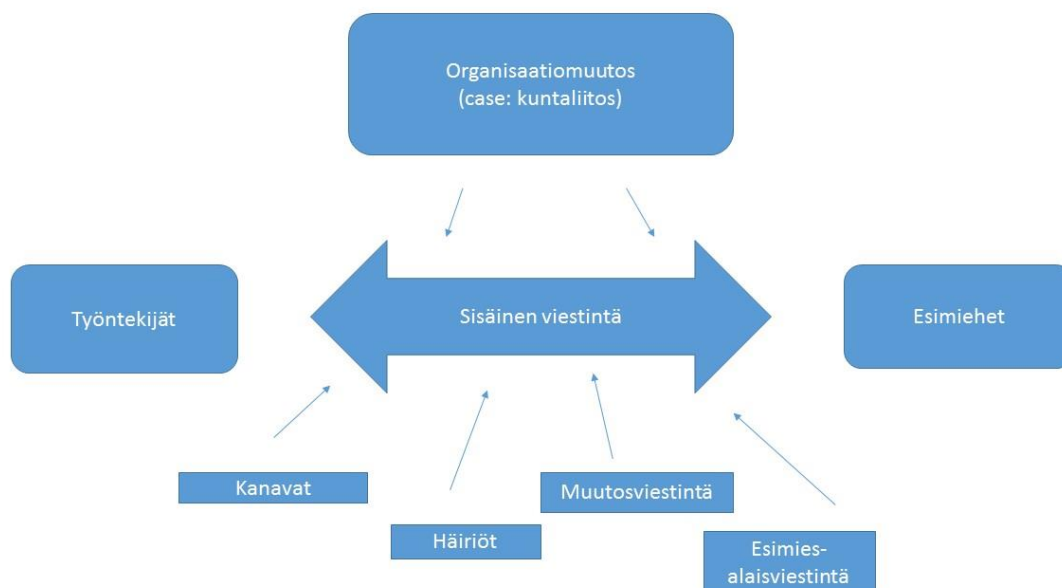 Organisaatiomuutos
(case: kuntaliitos)
Työntekijät
Sisäinen viestintä
Esimiehet
Kanavat
Häiriöt
Muutosviestintä
Esimies-
alaisviestintä